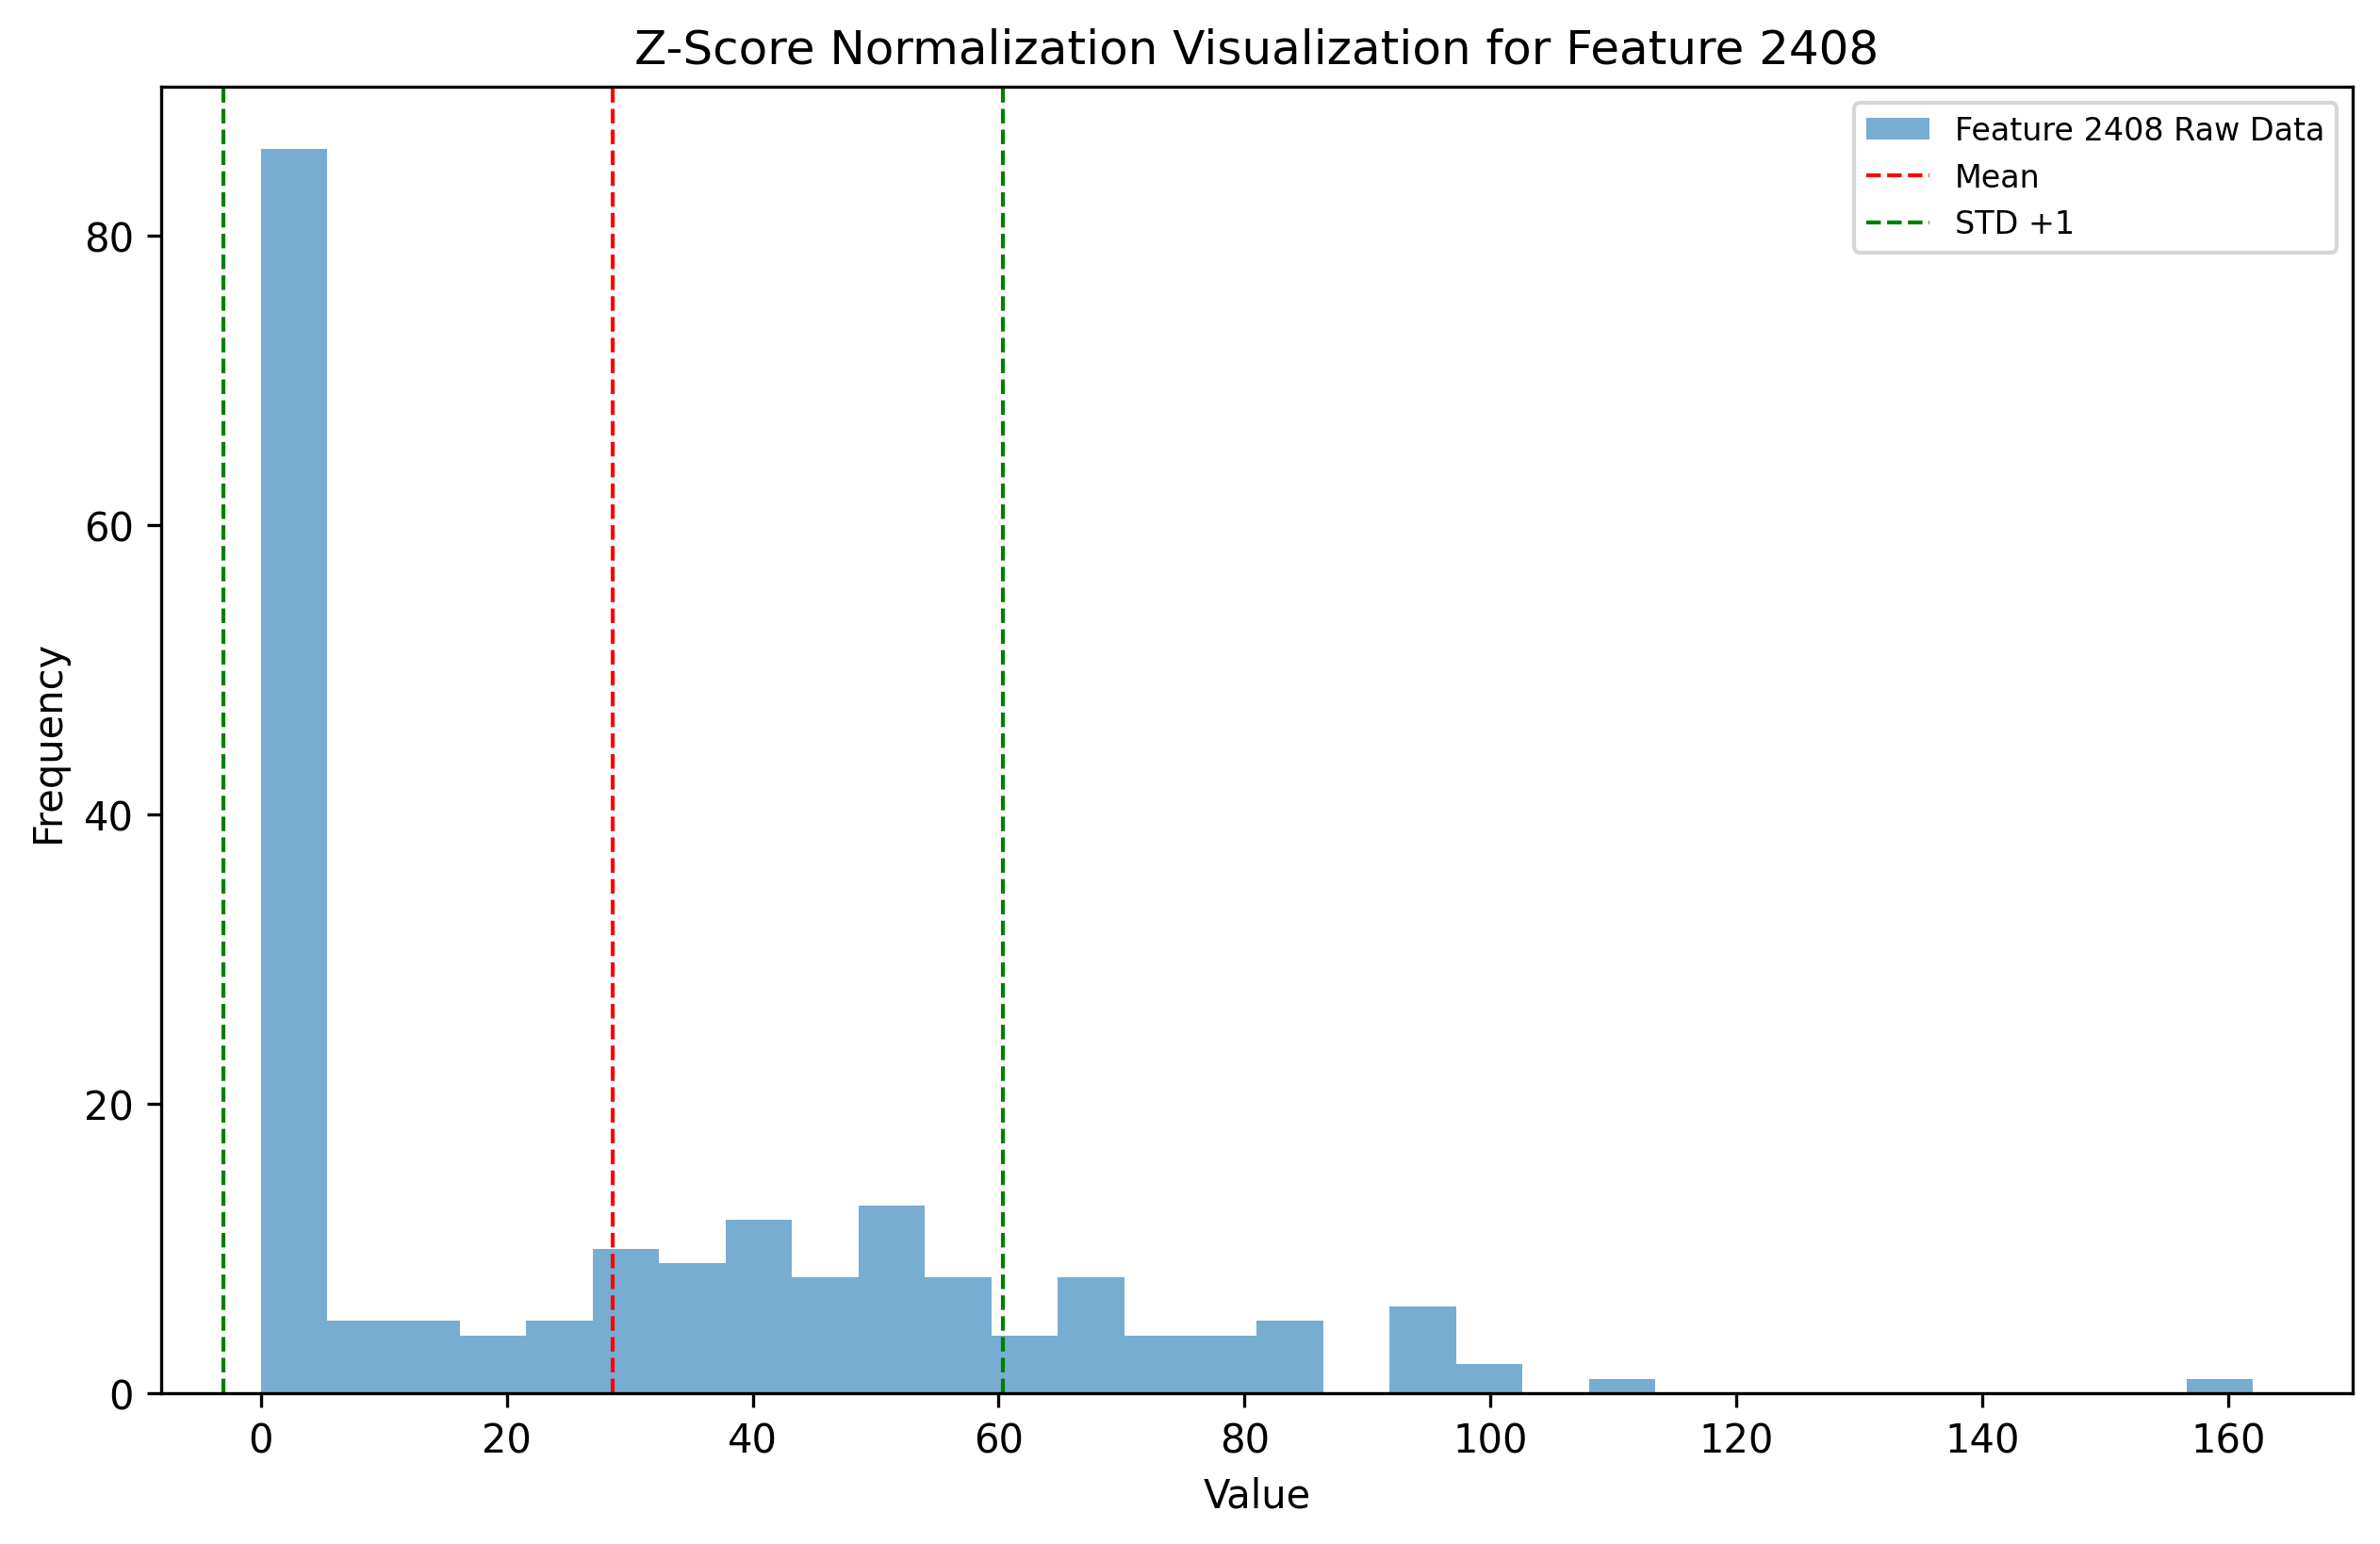 Z-Score Normalization Visualization for Feature 2408
Feature 2408 Raw Data
Mean
STD +1
80
60
40
20
0
Frequency
0 20 40 60 80 100 120 140 160
Value